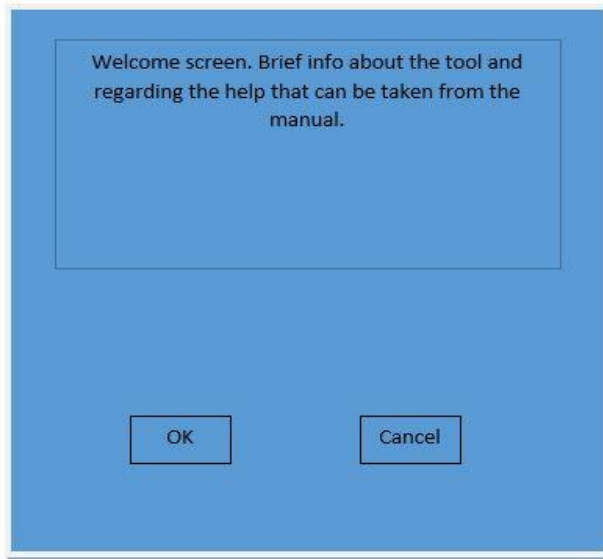 Welcome screen. Brief info about the tool and
regarding the help that can be taken from the
manual.
OK
Cancel